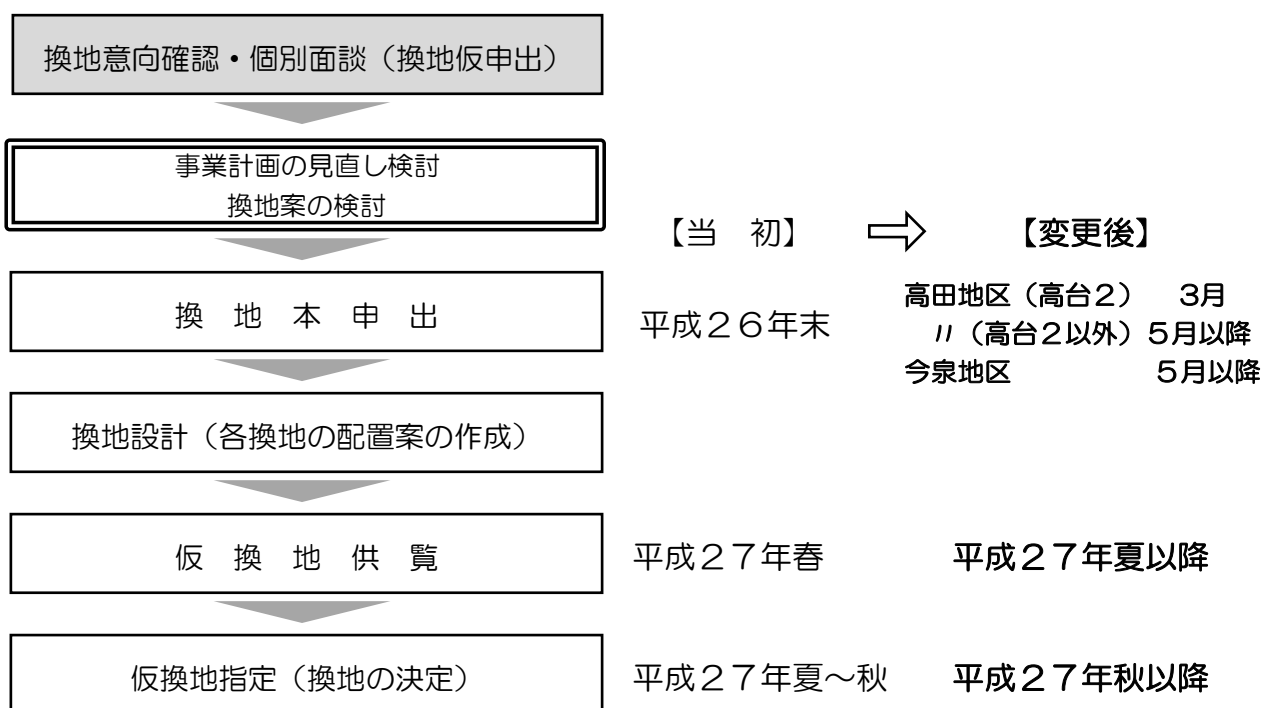 換地意向確認・個別面談（換地仮申出）
事業計画の見直し検討
換地案の検討
【当　初】 ⇨ 【変更後】
換　地　本　申　出
平成２６年末
高田地区（高台２）　３月
〃（高台２以外）５月以降
今泉地区　５月以降
換地設計（各換地の配置案の作成）
仮　換　地　供　覧 平成２７年春 平成２７年夏以降
仮換地指定（換地の決定） 平成２７年夏～秋 平成２７年秋以降